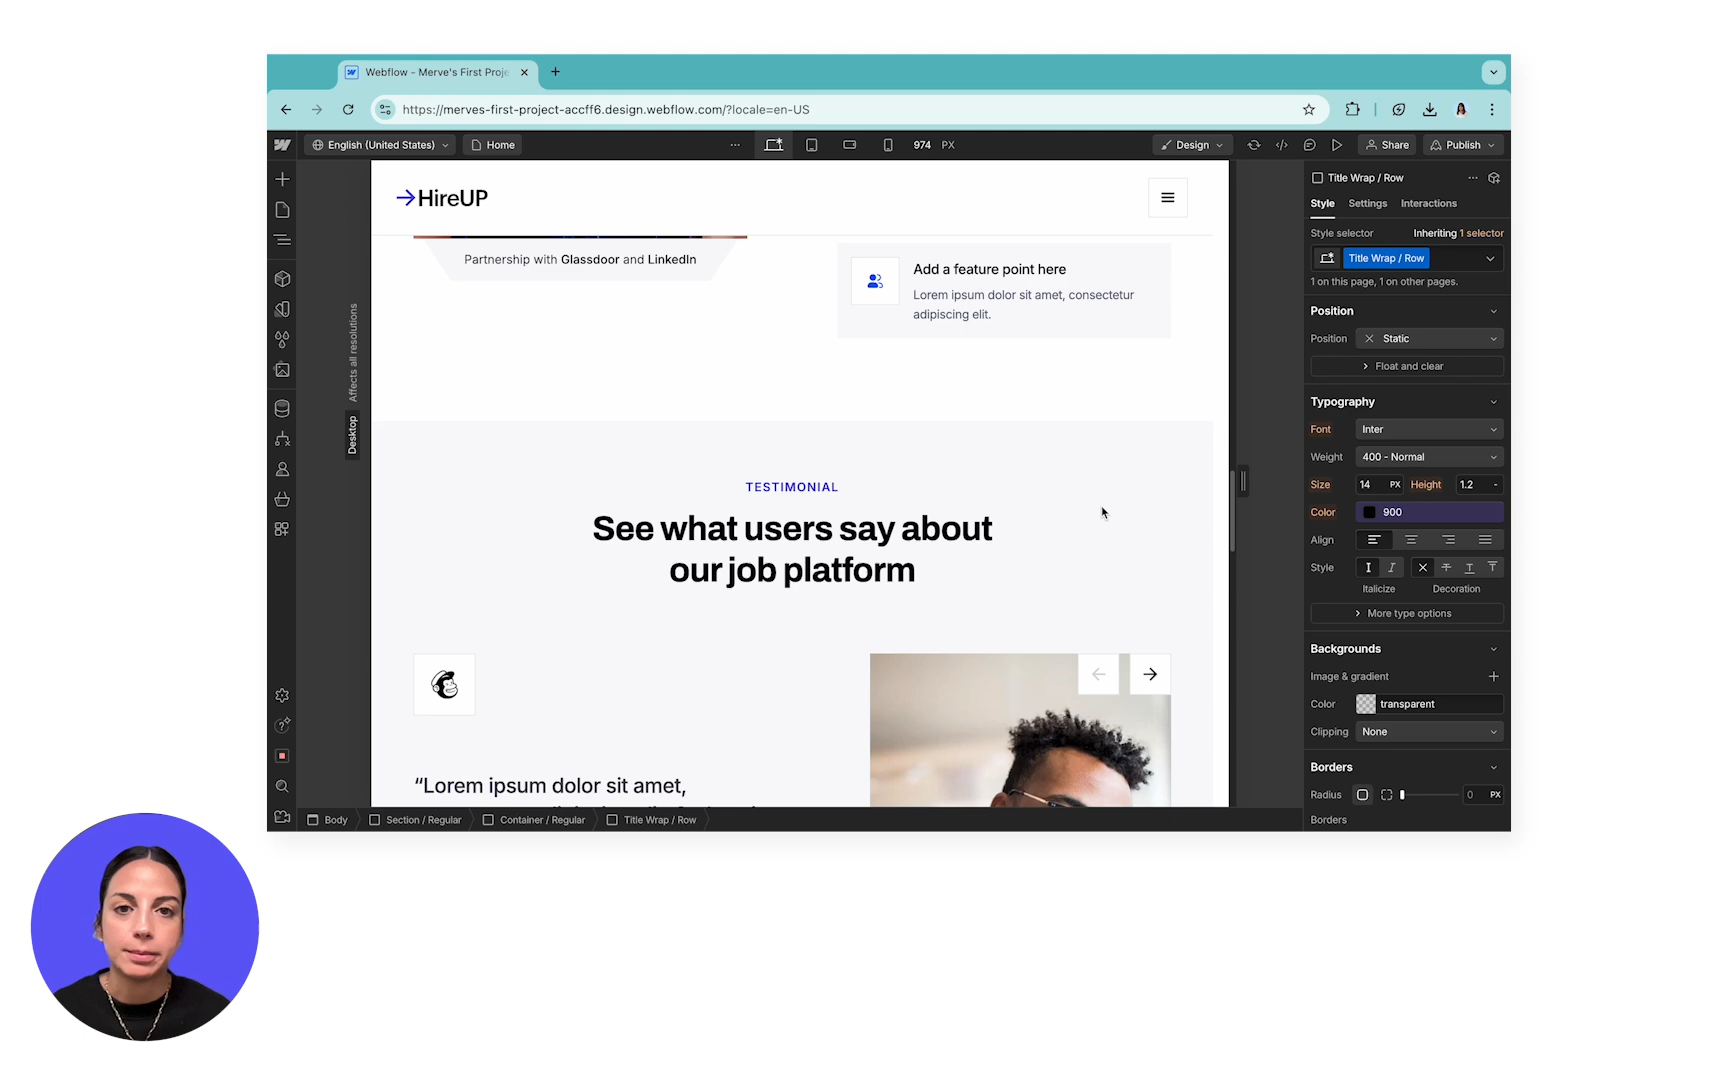 Webflow - Merve's First Proje
https://merves-first-project-accff6.design.webflow.com/?locale=en-US
English (United States)
Home
974 PX
Design
Share
Publish
HireUP
Partnership with Glassdoor and LinkedIn
Add a feature point here
Lorem ipsum dolor sit amet, consectetur
adipiscing elit.
Affects all resolutions
Desktop
TESTIMONIAL
See what users say about
our job platform
“Lorem ipsum dolor sit amet,
Body
Section / Regular
Container / Regular
Title Wrap / Row
Title Wrap / Row
Style
Settings
Interactions
Style selector
Inheriting 1 selector
Title Wrap / Row
1 on this page, 1 on other pages.
Position
Position
Static
Float and clear
Typography
Font
Inter
Weight
400 - Normal
Size
14 PX
Height
1.2 -
Color
900
Align
Style
Italicize
Decoration
More type options
Backgrounds
Image & gradient
Color
transparent
Clipping
None
Borders
Radius
0 PX
Borders